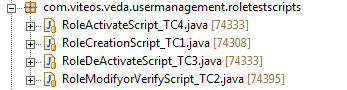 com.viteos.veda.usermanagement.roletestscripts
RoleActivateScript_TC4.java [74333]
RoleCreationScript_TC1.java [74308]
RoleDeActivateScript_TC3.java [74333]
RoleModifyorVerifyScript_TC2.java [74395]